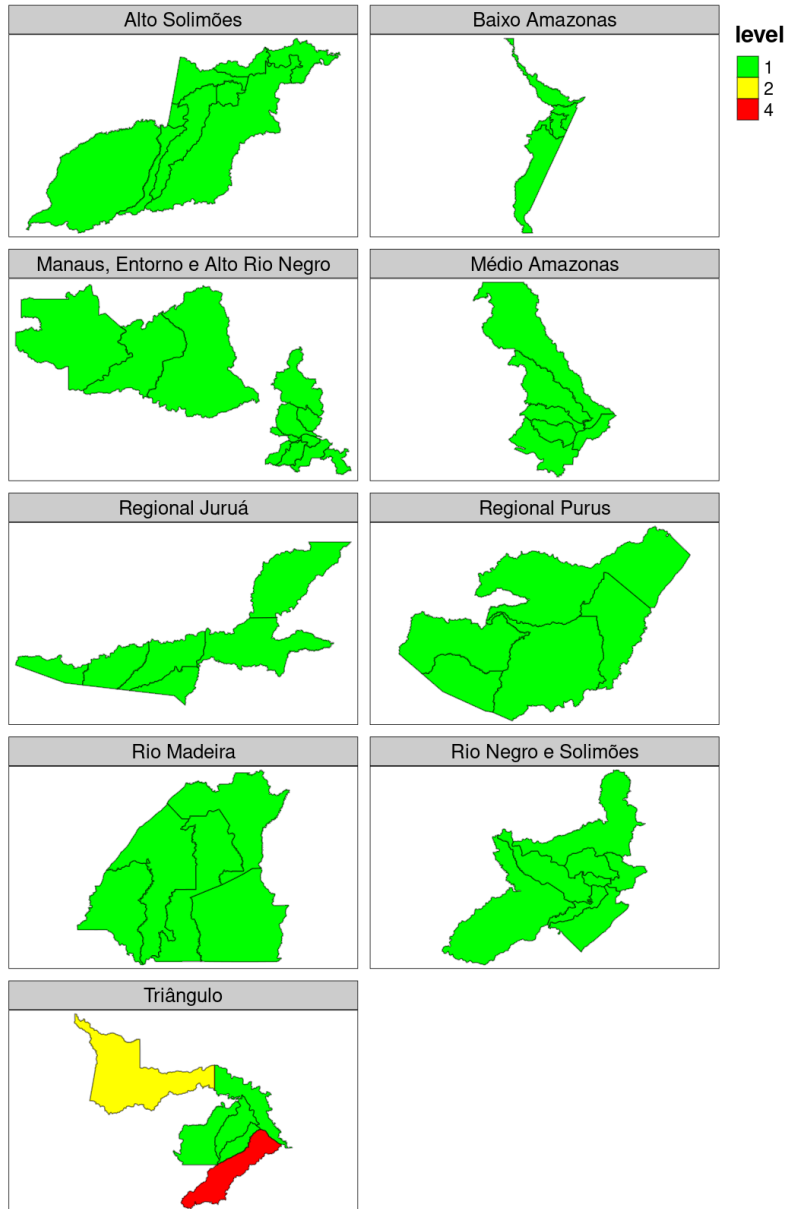 Alto Solimões
Baixo Amazonas
level
1
2
4
Manaus, Entorno e Alto Rio Negro
Médio Amazonas
Regional Juruá
Regional Purus
Rio Madeira
Rio Negro e Solimões
Triângulo